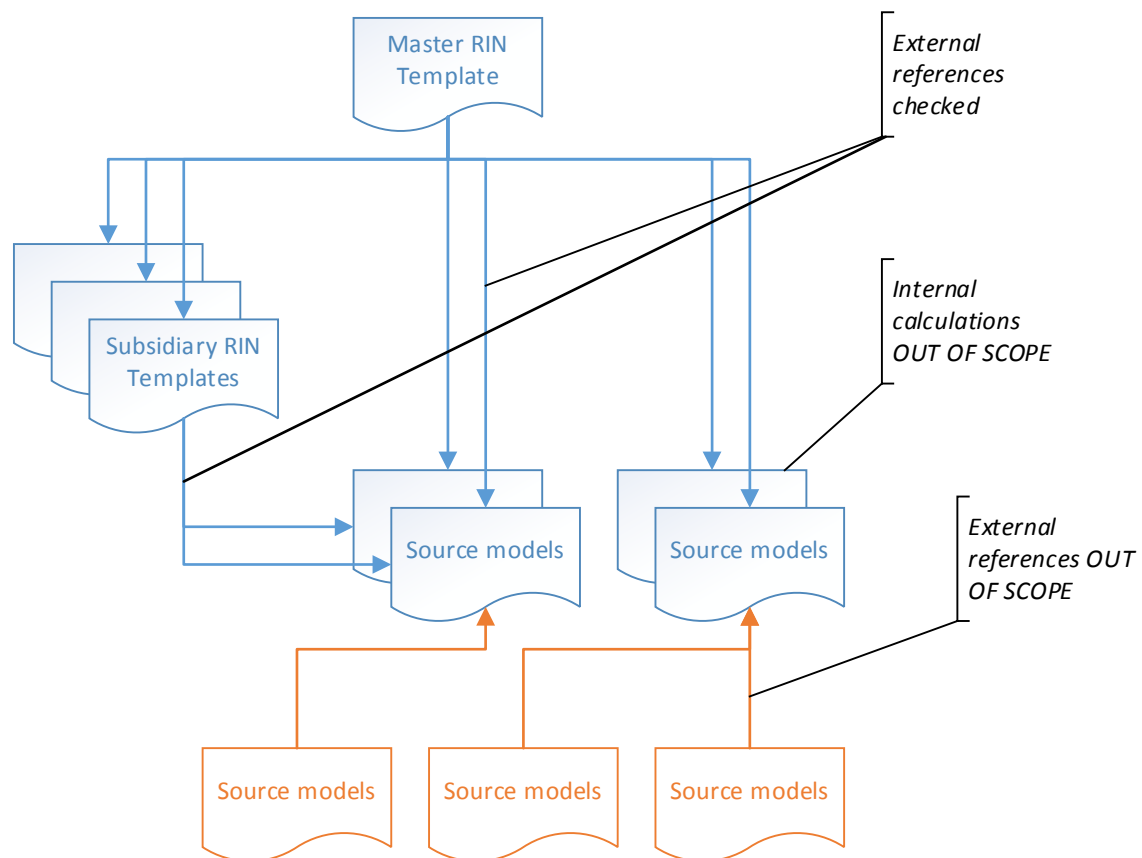 Master RIN
Template
External
references
checked
Internal
calculations
OUT OF SCOPE
Subsidiary RIN
Templates
Source models
Source models
External
references OUT
OF SCOPE
Source models
Source models
Source models